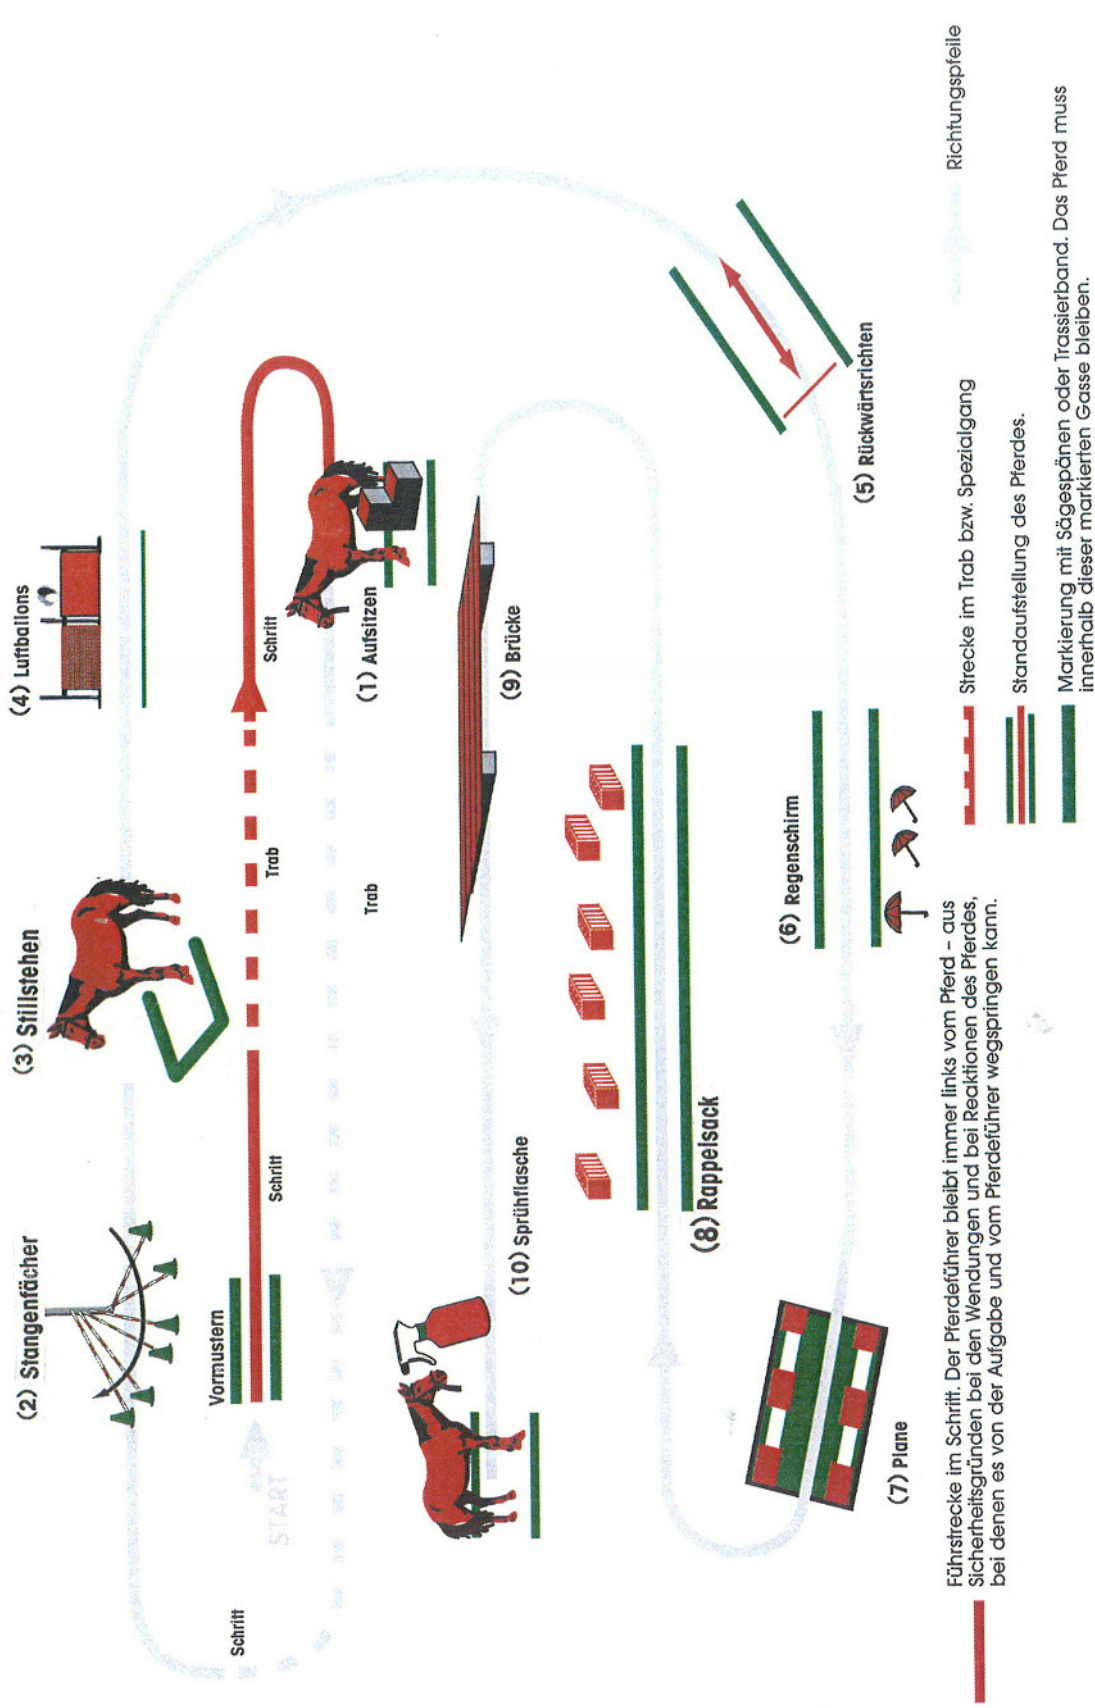 (2) Stangenfächer
(3) Stillstehen
(4) Luftballons
Vormustern
Schritt
Trab
Schritt
START
Schritt
Trab
(1) Aufsitzen
(10) Sprühflasche
(9) Brücke
(8) Rappelsack
(5) Rückwärtsrichten
(6) Regenschirm
(7) Plane
Führstrecke im Schritt. Der Pferdeführer bleibt immer links vom Pferd – aus
Sicherheitsgründen bei den Wendungen und bei Reaktionen des Pferdes,
bei denen es von der Aufgabe und vom Pferdeführer wegspringen kann.
Strecke im Trab bzw. Spezialgang
Standaufstellung des Pferdes.
Markierung mit Sägespänen oder Trassierband. Das Pferd muss
innerhalb dieser markierten Gasse bleiben.
Richtungspfeile